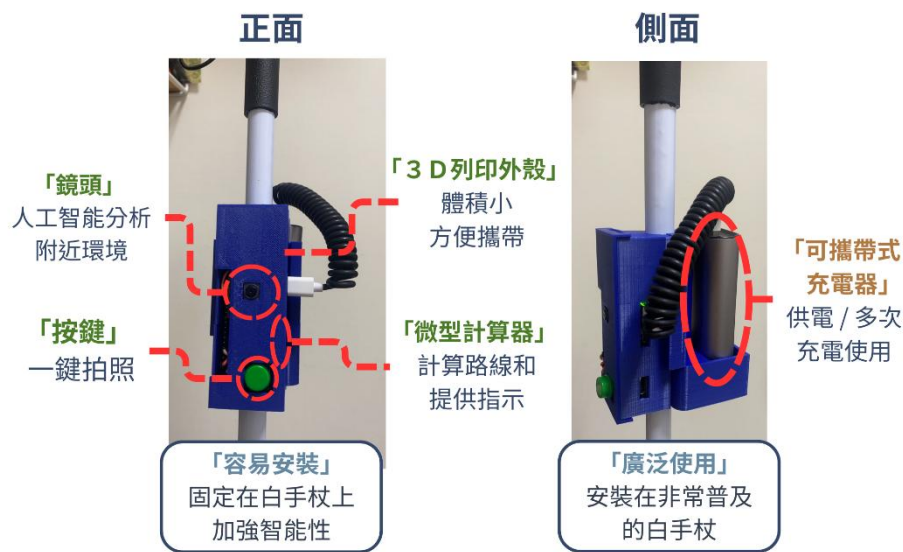 正面
側面
「鏡頭」
人工智能分析
附近環境
「３Ｄ列印外殼」
體積小
方便攜帶
「按鍵」
一鍵拍照
「微型計算器」
計算路線和
提供指示
「可攜帶式
充電器」
供電 / 多次
充電使用
「容易安裝」
固定在白手杖上
加強智能性
「廣泛使用」
安裝在非常普及
的白手杖